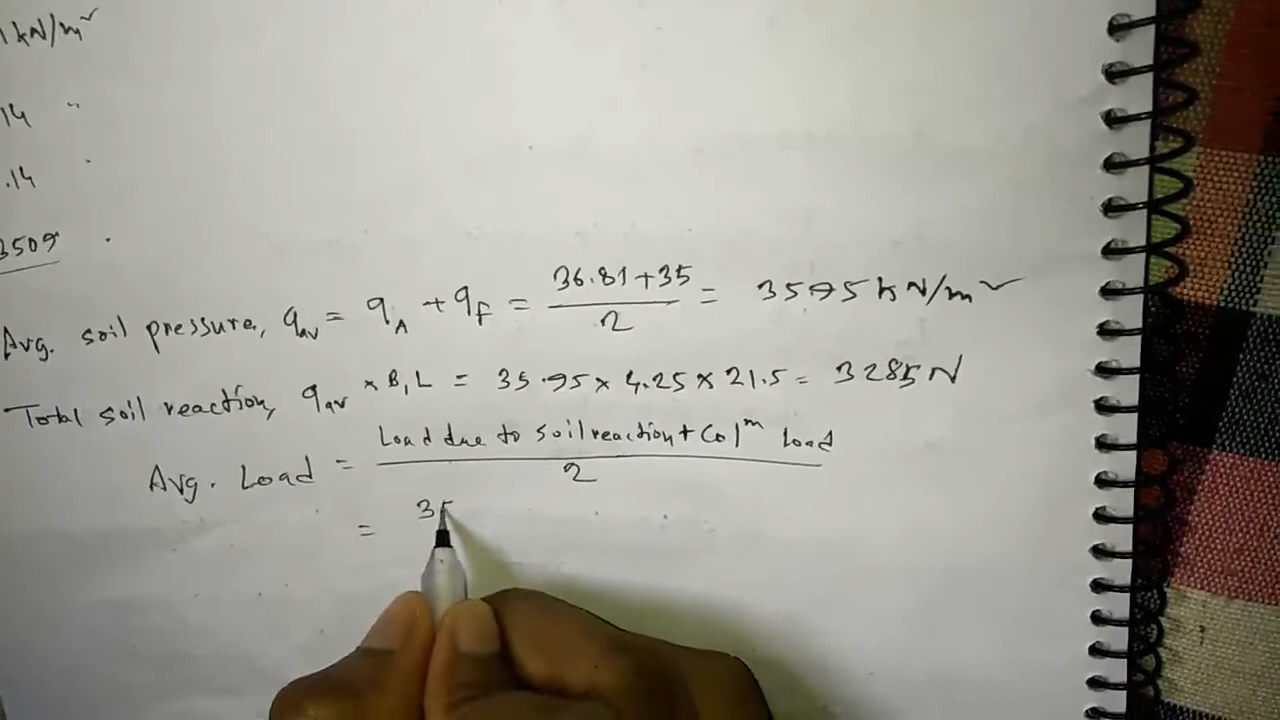 1 kN/m²
14 "
.14 "
3509
Avg. soil pressure, qav = qA + qF = 36.81+35 / 2 = 3595 kN/m²
Total soil reaction, qav × B, L = 35.95 × 4.25 × 21.5 = 3285 N
Avg. Load = Load due to soil reaction + Colm load / 2
= 35